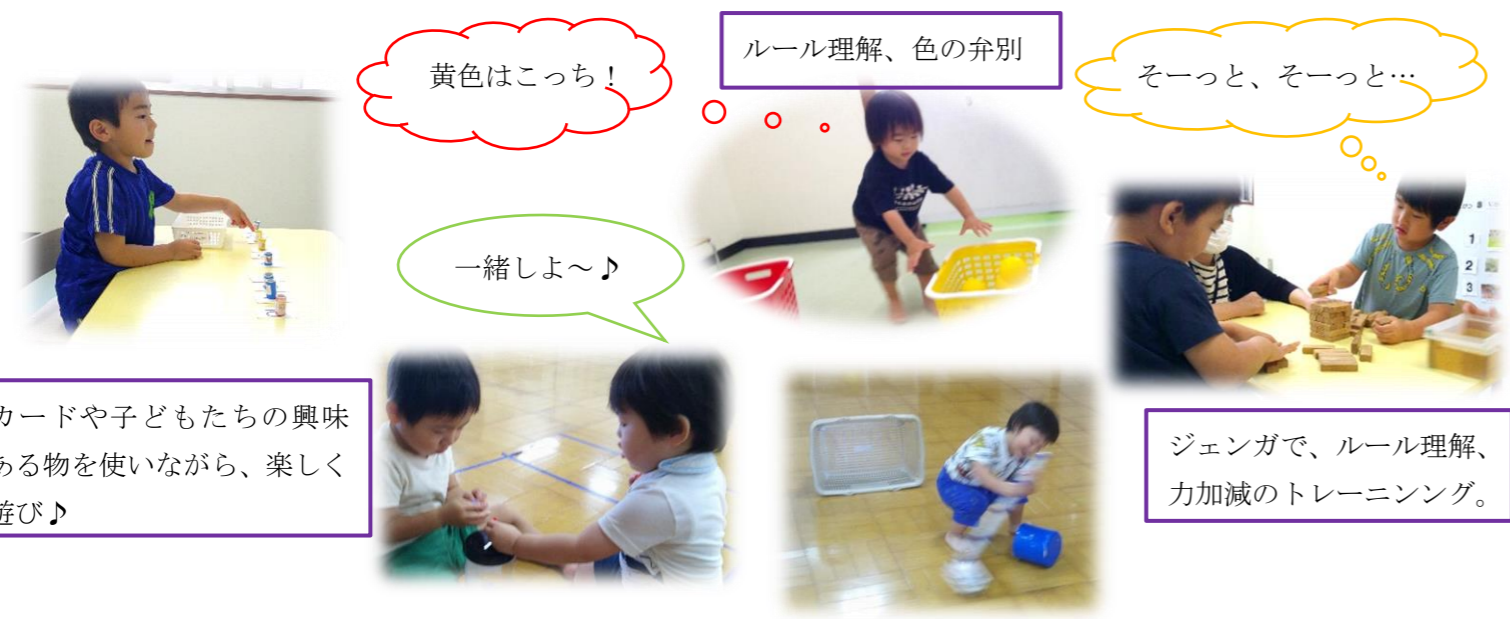 黄色はこっち！
ルール理解、色の弁別
そーっと、そーっと…
一緒しよ～♪
カードや子どもたちの興味
ある物を使いながら、楽しく
遊び♪
ジェンガで、ルール理解、
力加減のトレーニンング。
1
2
3